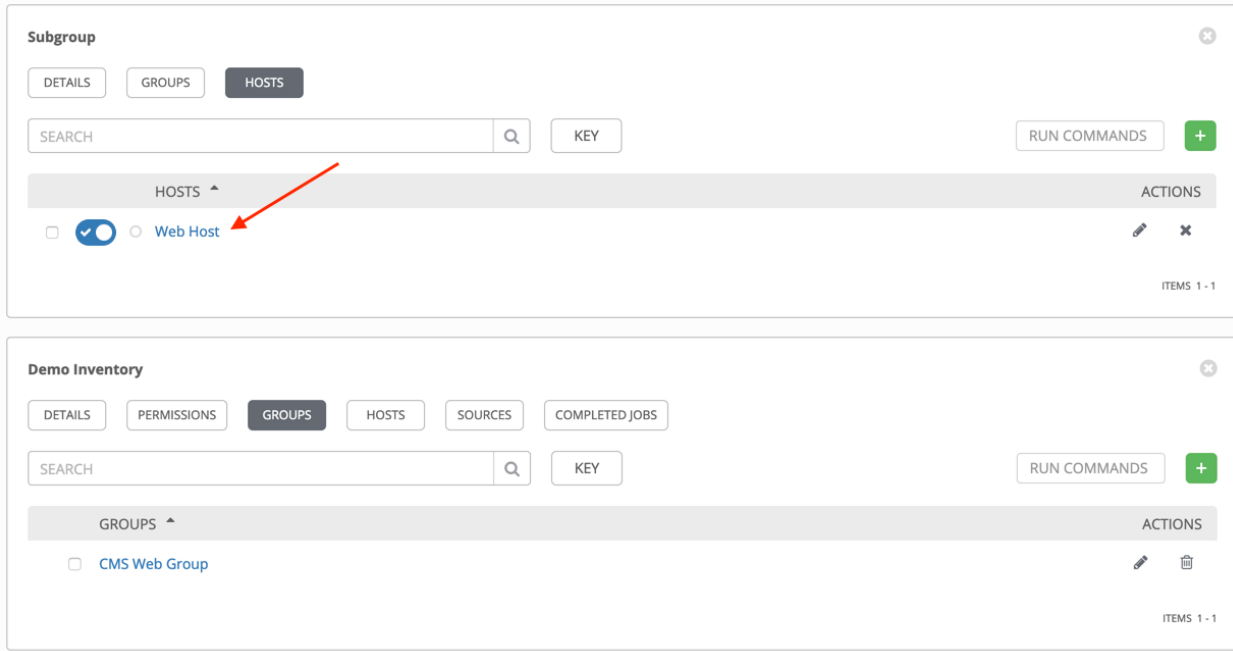 Subgroup
DETAILS GROUPS HOSTS
SEARCH KEY RUN COMMANDS +
HOSTS ACTIONS
Web Host
ITEMS 1 - 1
Demo Inventory
DETAILS PERMISSIONS GROUPS HOSTS SOURCES COMPLETED JOBS
SEARCH KEY RUN COMMANDS +
GROUPS ACTIONS
CMS Web Group
ITEMS 1 - 1